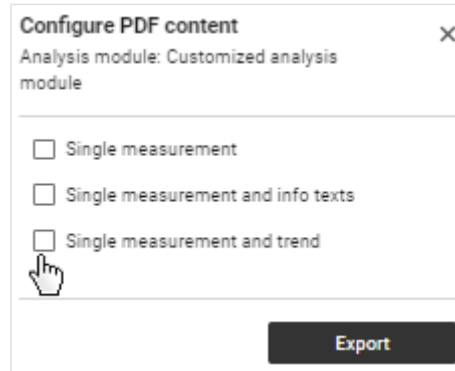 Configure PDF content
Analysis module: Customized analysis
module
Single measurement
Single measurement and info texts
Single measurement and trend
Export